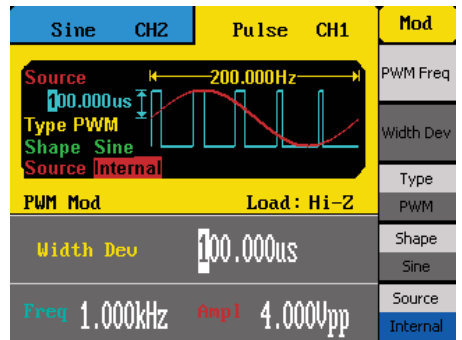 Sine CH2 Pulse CH1 Mod
Source 200.000Hz
100.000us
Type PWM
Shape Sine
Source Internal
PWM Mod Load: Hi-Z
Width Dev 100.000us
Freq 1.000kHz Ampl 4.000Vpp
PWM Freq
Width Dev
Type
PWM
Shape
Sine
Source
Internal